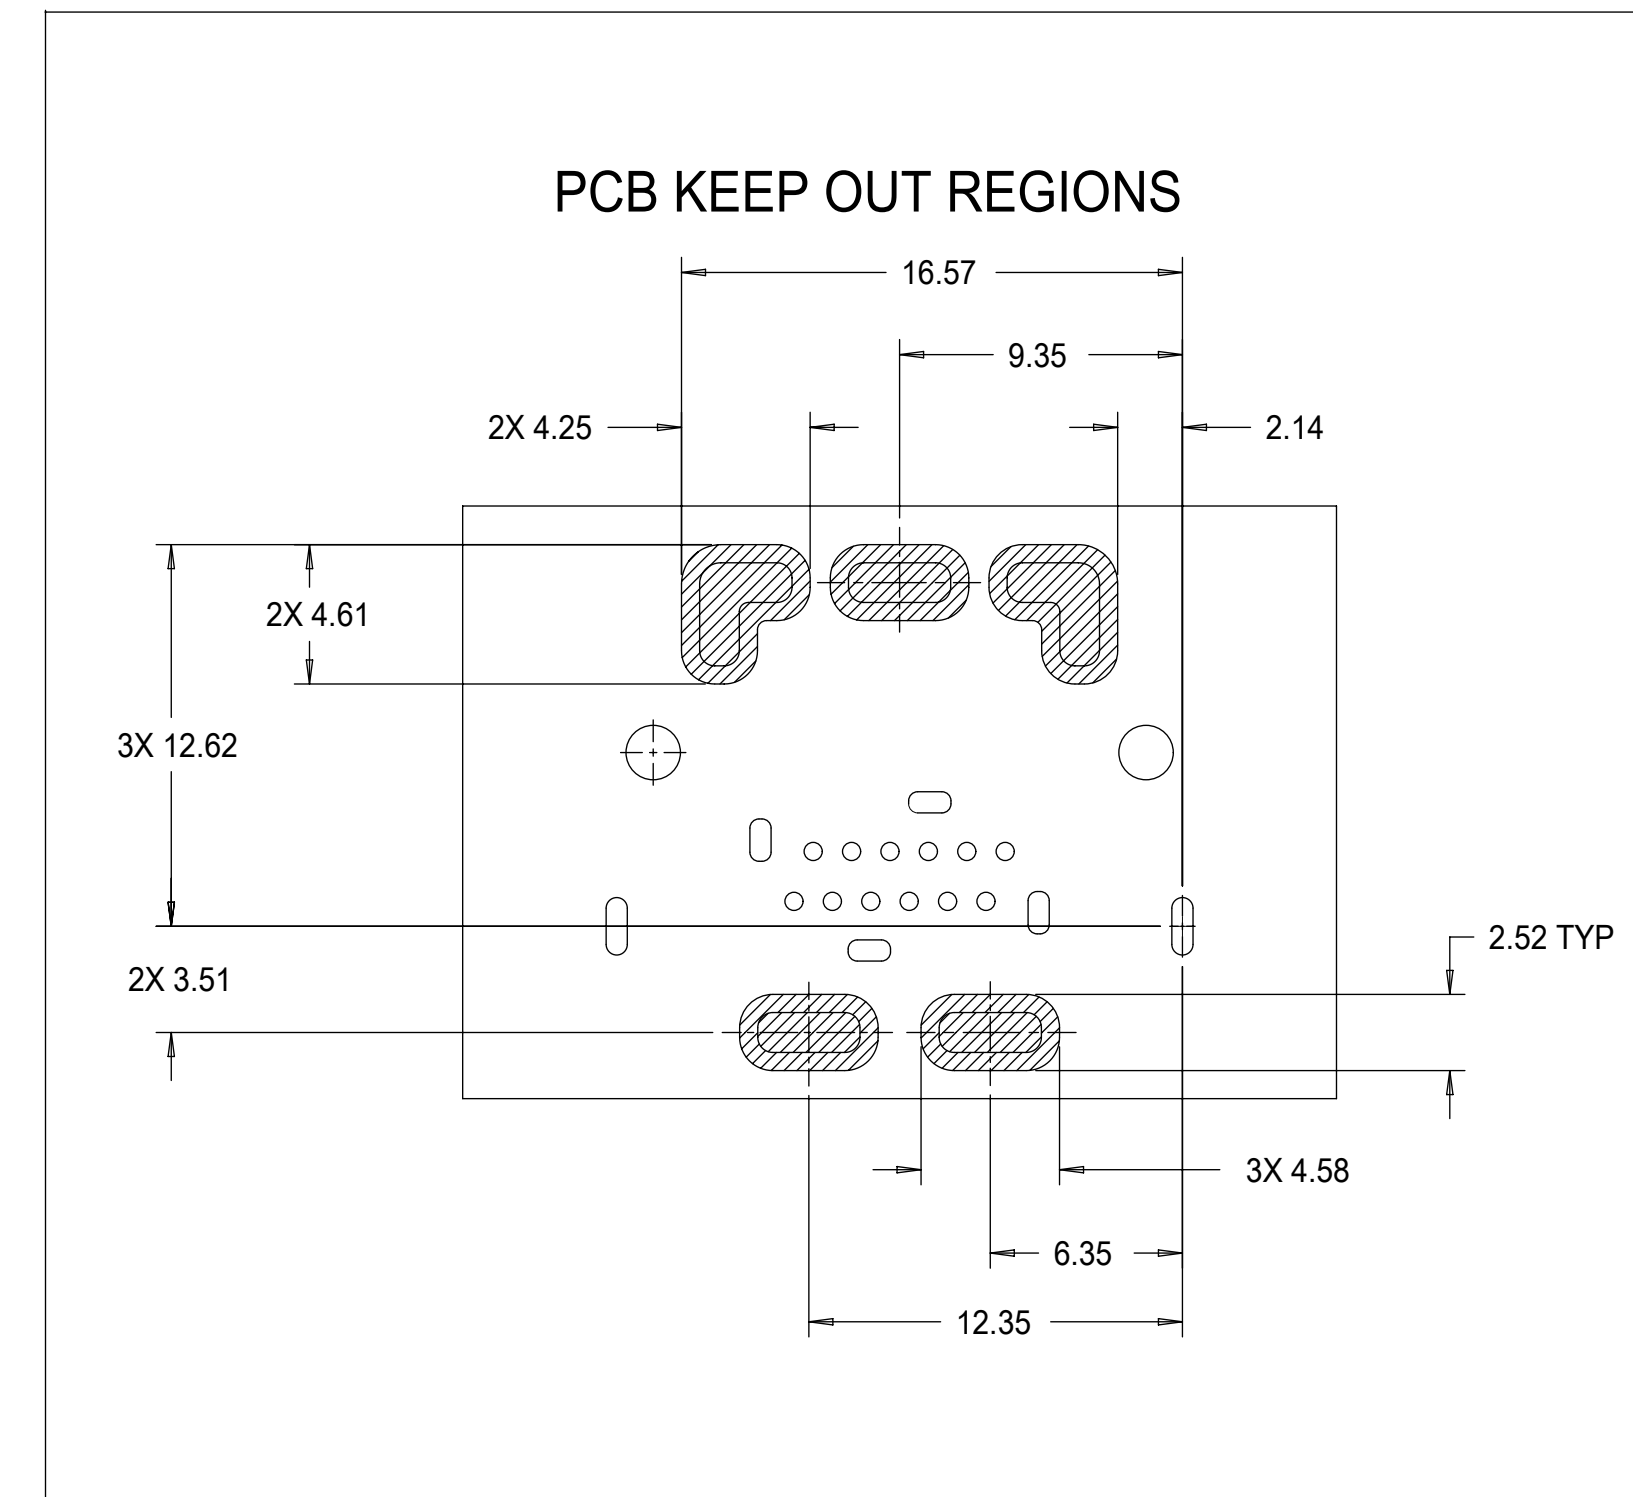 PCB KEEP OUT REGIONS
16.57
9.35
2X 4.25
2.14
2X 4.61
3X 12.62
2.52 TYP
2X 3.51
3X 4.58
6.35
12.35